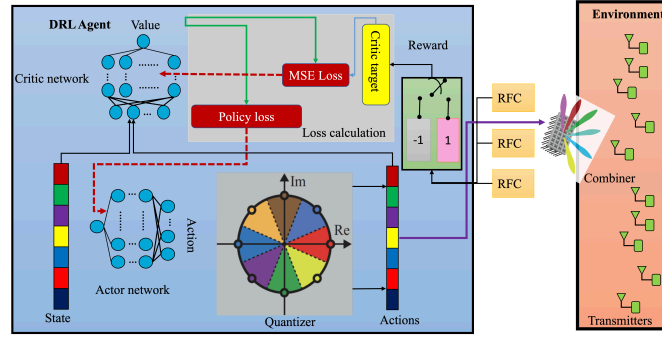 DRL Agent
Value
Critic network
MSE Loss
Critic target
Policy loss
Loss calculation
Reward
-1
1
RFC
RFC
RFC
Environment
Combiner
Im
Re
Action
Actor network
State
Quantizer
Actions
Transmitters